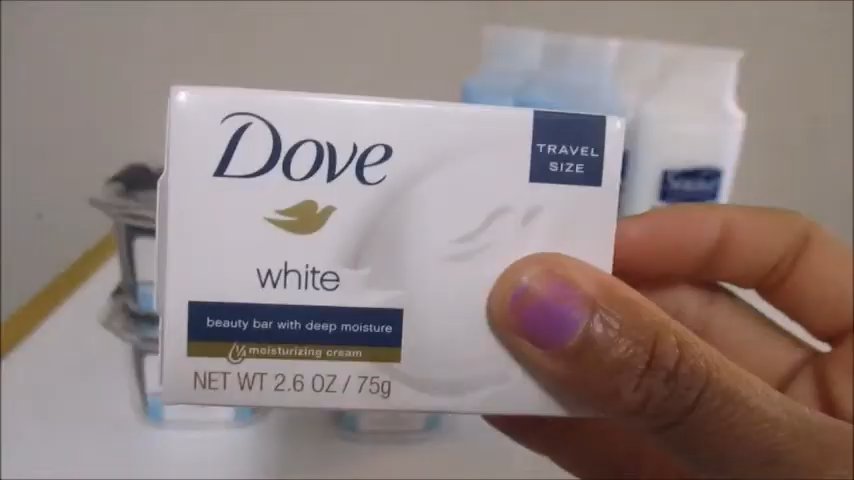 Dove
TRAVEL
SIZE
white
beauty bar with deep moisture
1/4 moisturizing cream
NET WT 2.6 OZ / 75g